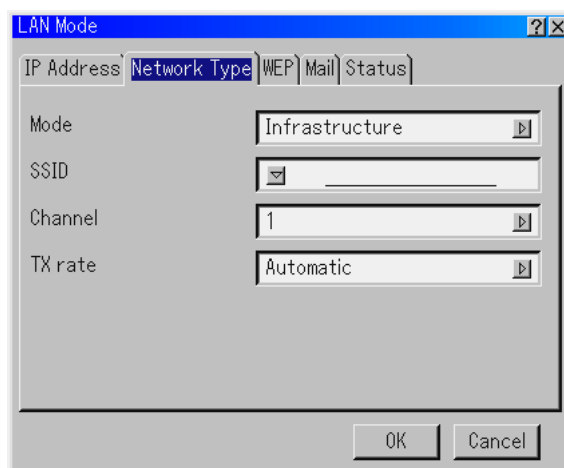 LAN Mode
IP Address Network Type WEP Mail Status
Mode Infrastructure
SSID
Channel 1
TX rate Automatic
OK Cancel